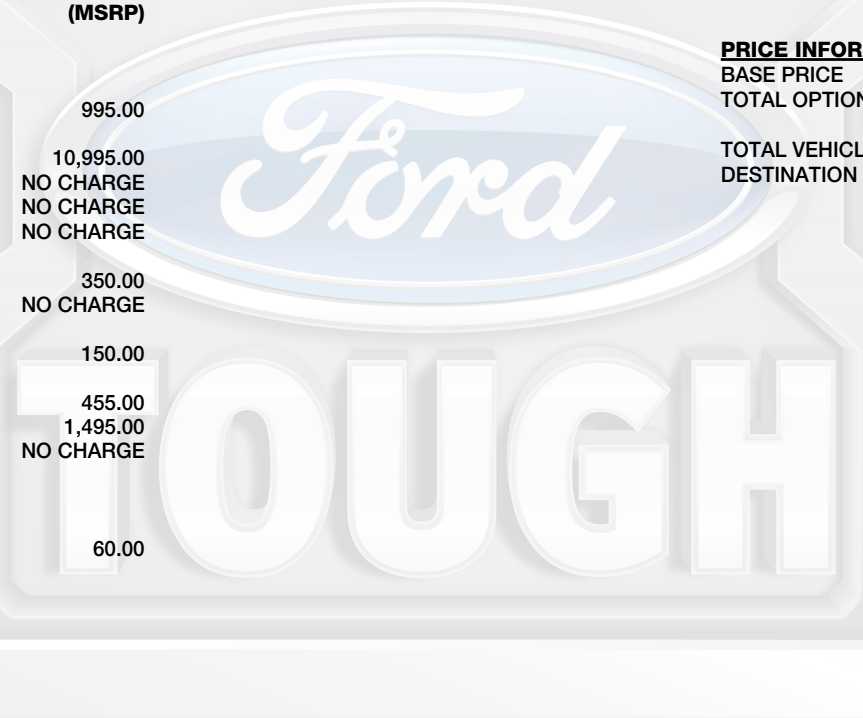 (MSRP)
995.00
10,995.00
NO CHARGE
NO CHARGE
NO CHARGE
350.00
NO CHARGE
150.00
455.00
1,495.00
NO CHARGE
60.00
PRICE INFOR
BASE PRICE
TOTAL OPTION
TOTAL VEHICL
DESTINATION
Ford
TOUGH